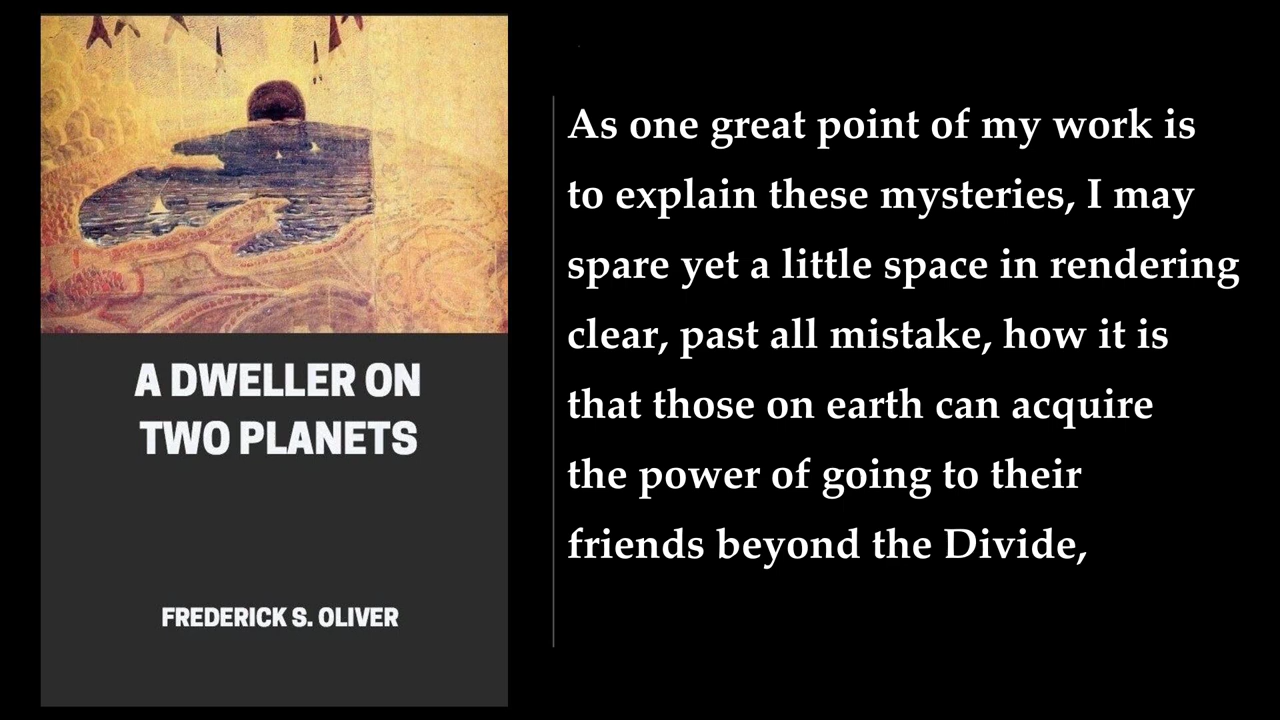 A DWELLER ON
TWO PLANETS
FREDERICK S. OLIVER
As one great point of my work is
to explain these mysteries, I may
spare yet a little space in rendering
clear, past all mistake, how it is
that those on earth can acquire
the power of going to their
friends beyond the Divide,